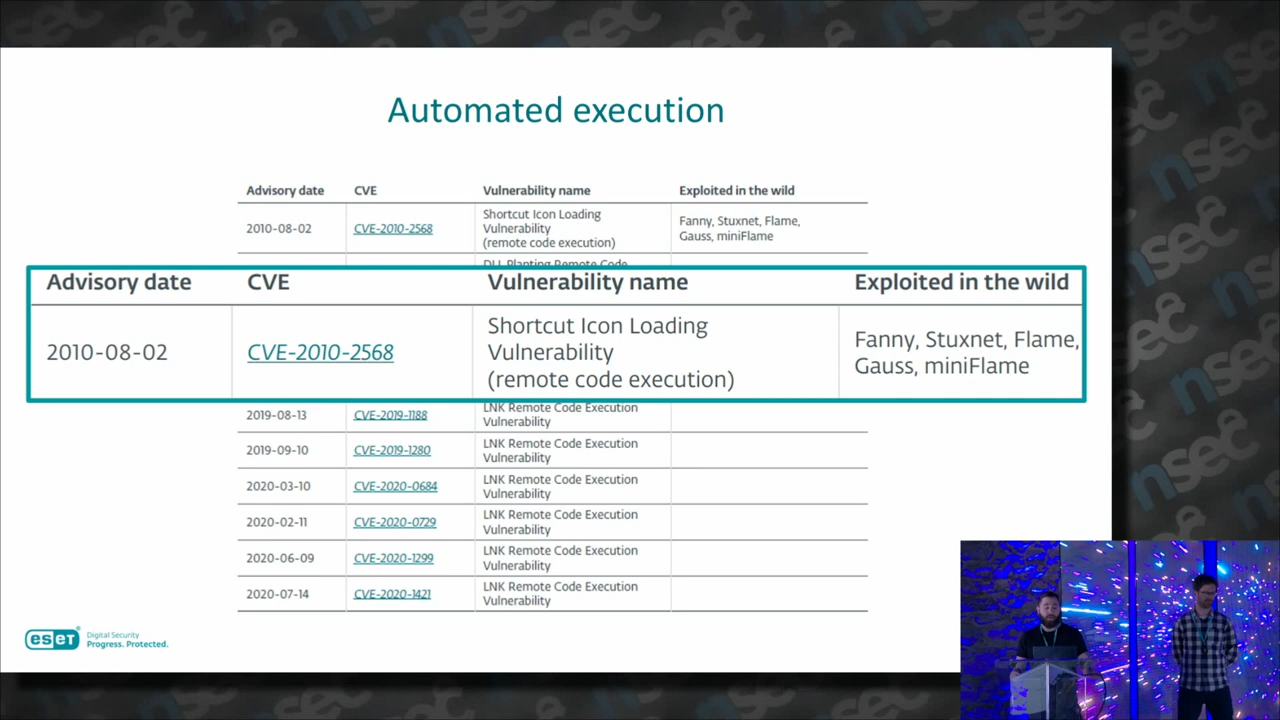 Automated execution
Advisory date CVE Vulnerability name Exploited in the wild
2010-08-02 CVE-2010-2568 Shortcut Icon Loading
Vulnerability
(remote code execution) Fanny, Stuxnet, Flame,
Gauss, miniFlame
DLL Planting Remote Code
Advisory date CVE Vulnerability name Exploited in the wild
2010-08-02 CVE-2010-2568 Shortcut Icon Loading
Vulnerability
(remote code execution) Fanny, Stuxnet, Flame,
Gauss, miniFlame
2019-08-13 CVE-2019-1188 LNK Remote Code Execution
Vulnerability
2019-09-10 CVE-2019-1280 LNK Remote Code Execution
Vulnerability
2020-03-10 CVE-2020-0684 LNK Remote Code Execution
Vulnerability
2020-02-11 CVE-2020-0729 LNK Remote Code Execution
Vulnerability
2020-06-09 CVE-2020-1299 LNK Remote Code Execution
Vulnerability
2020-07-14 CVE-2020-1421 LNK Remote Code Execution
Vulnerability
eseT® Digital Security
Progress. Protected.
nsec